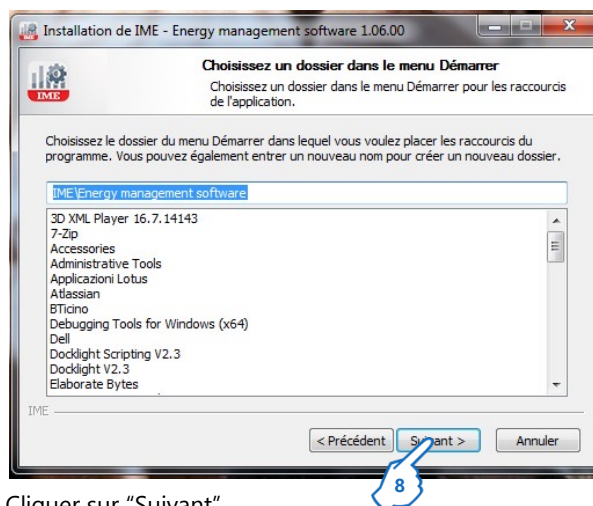 Installation de IME - Energy management software 1.06.00
Choisissez un dossier dans le menu Démarrer
Choisissez un dossier dans le menu Démarrer pour les raccourcis
de l'application.
IME
Choisissez le dossier du menu Démarrer dans lequel vous voulez placer les raccourcis du
programme. Vous pouvez également entrer un nouveau nom pour créer un nouveau dossier.
IME\Energy management software
3D XML Player 16.7.14143
7-Zip
Accessories
Administrative Tools
Applicazioni Lotus
Atlassian
BTicino
Debugging Tools for Windows (x64)
Dell
Docklight Scripting V2.3
Docklight V2.3
Elaborate Bytes
IME
< Précédent Suivant > Annuler
8
Cliquer sur “Suivant”